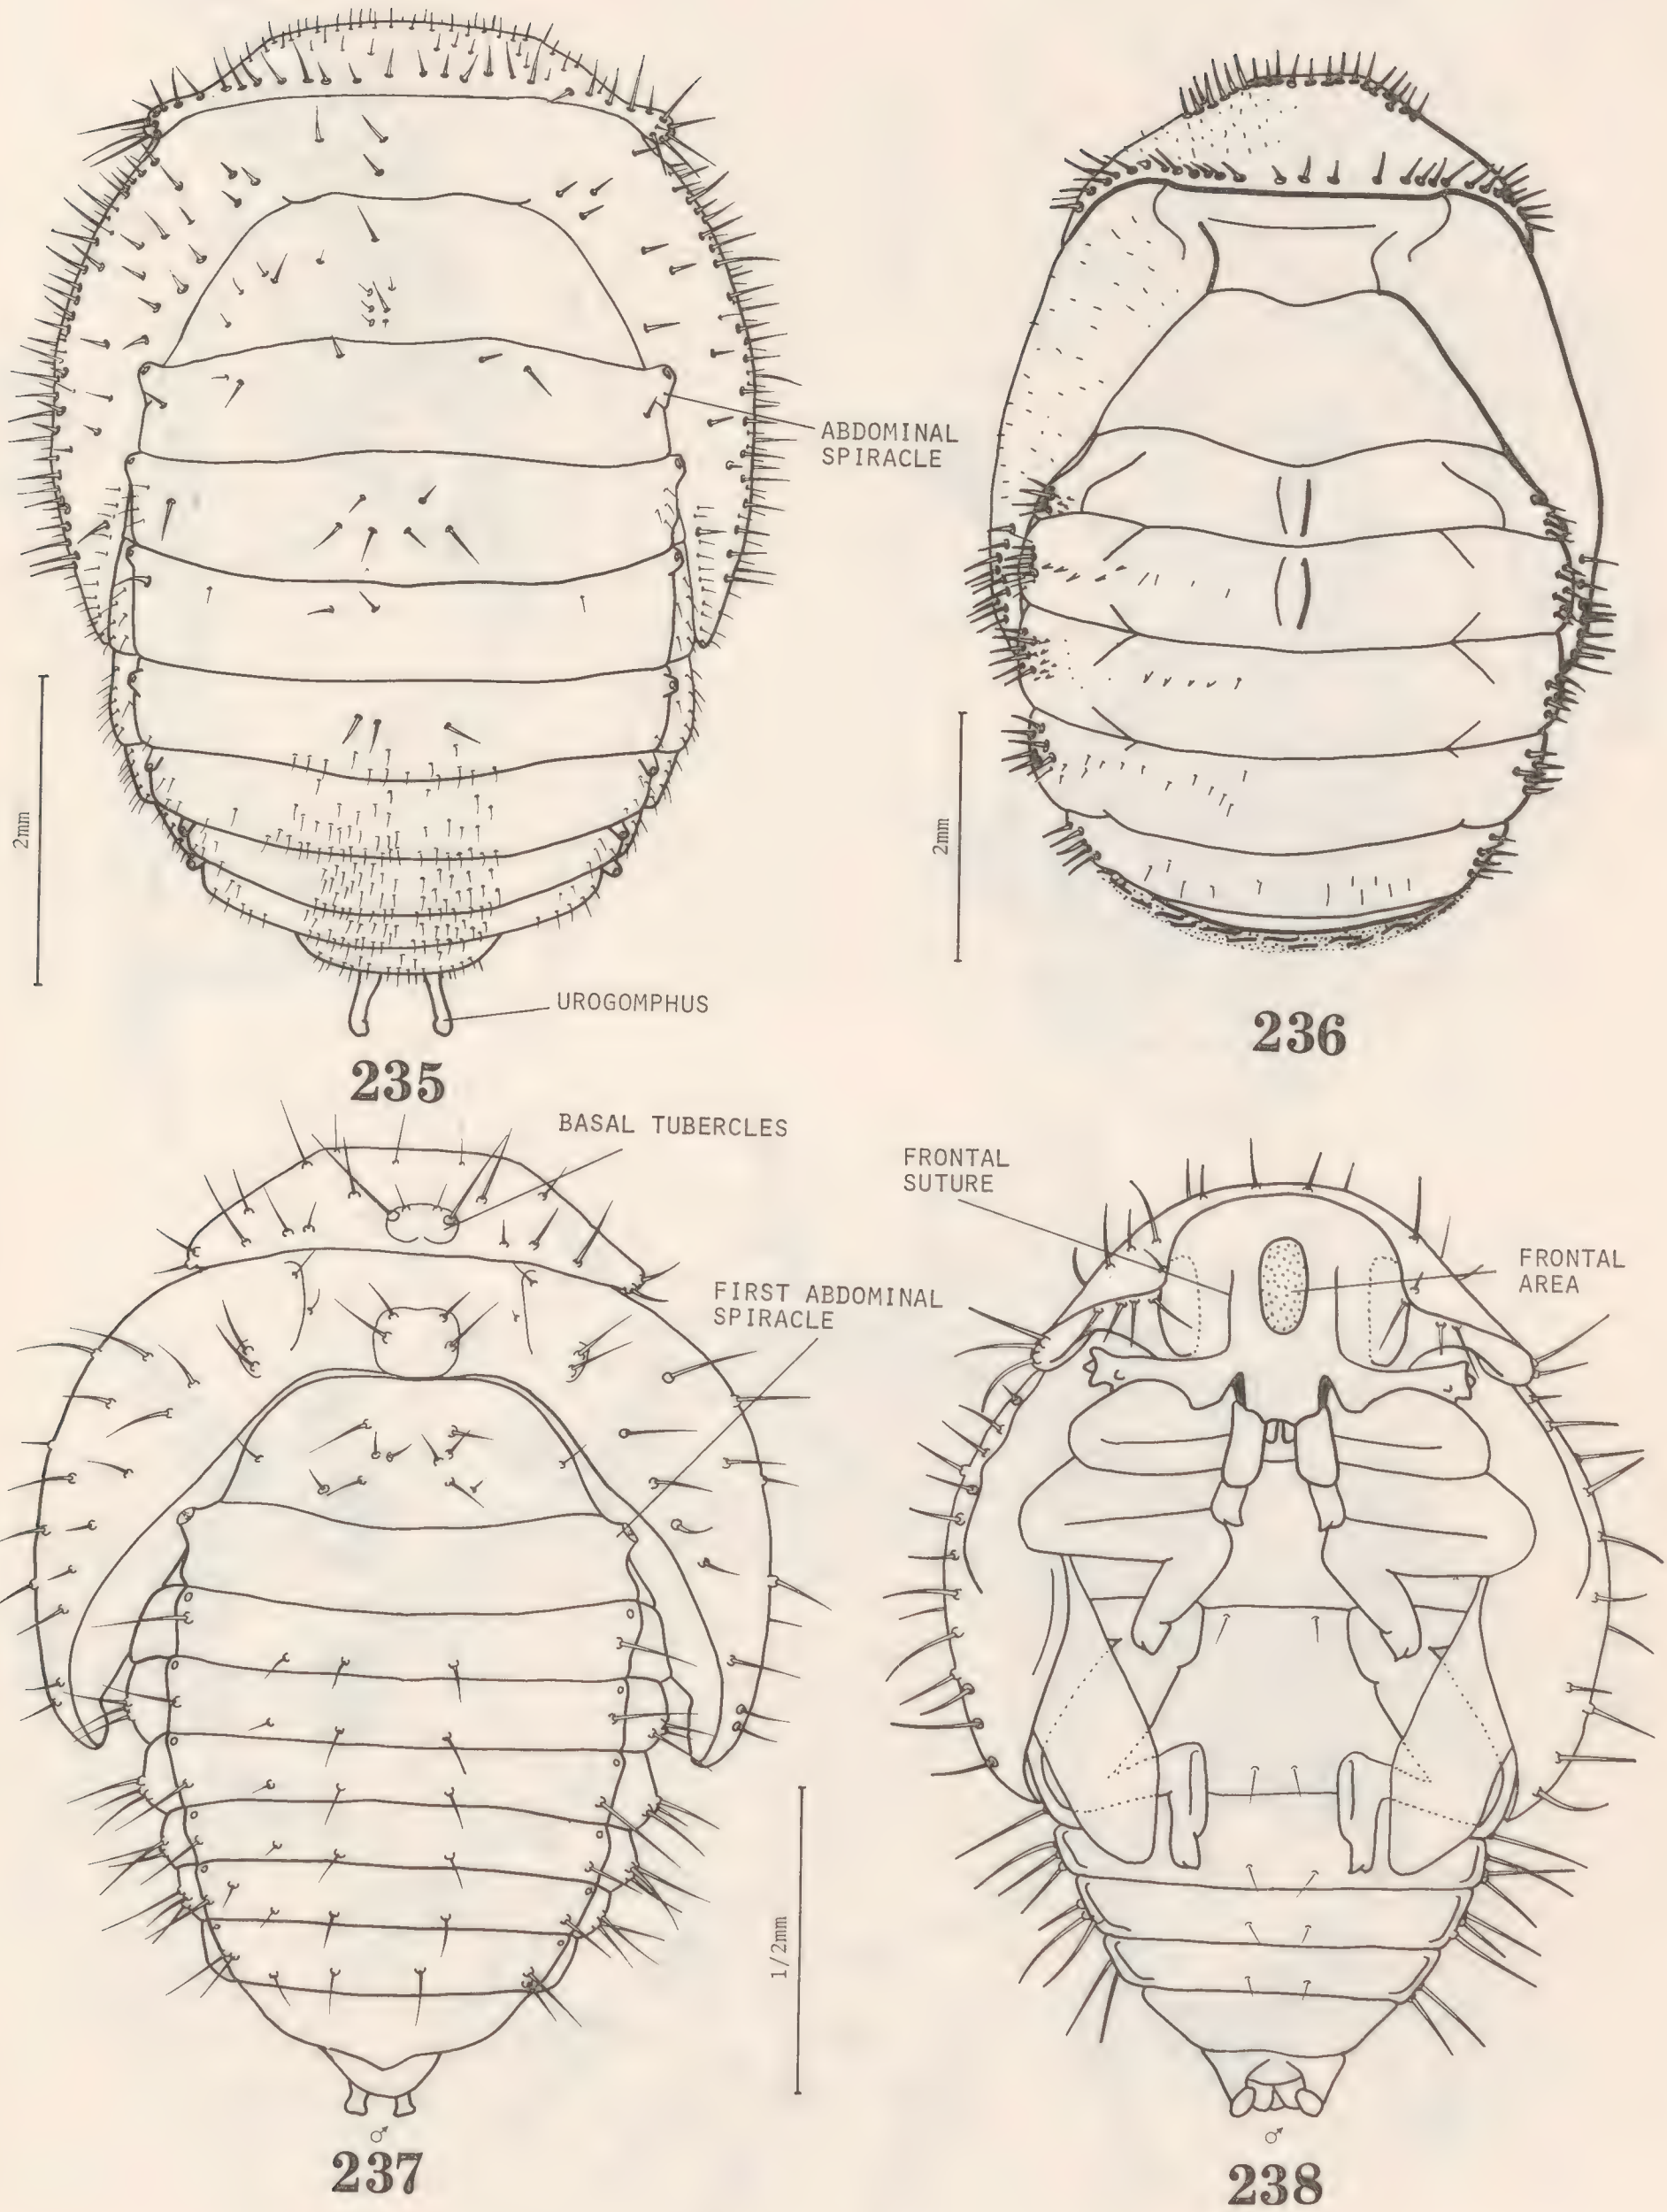 ABDOMINAL
SPIRACLE
2mm
UROGOMPHUS
235
2mm
236
BASAL TUBERCLES
FIRST ABDOMINAL
SPIRACLE
1/2mm
♂
237
FRONTAL
SUTURE
FRONTAL
AREA
♂
238